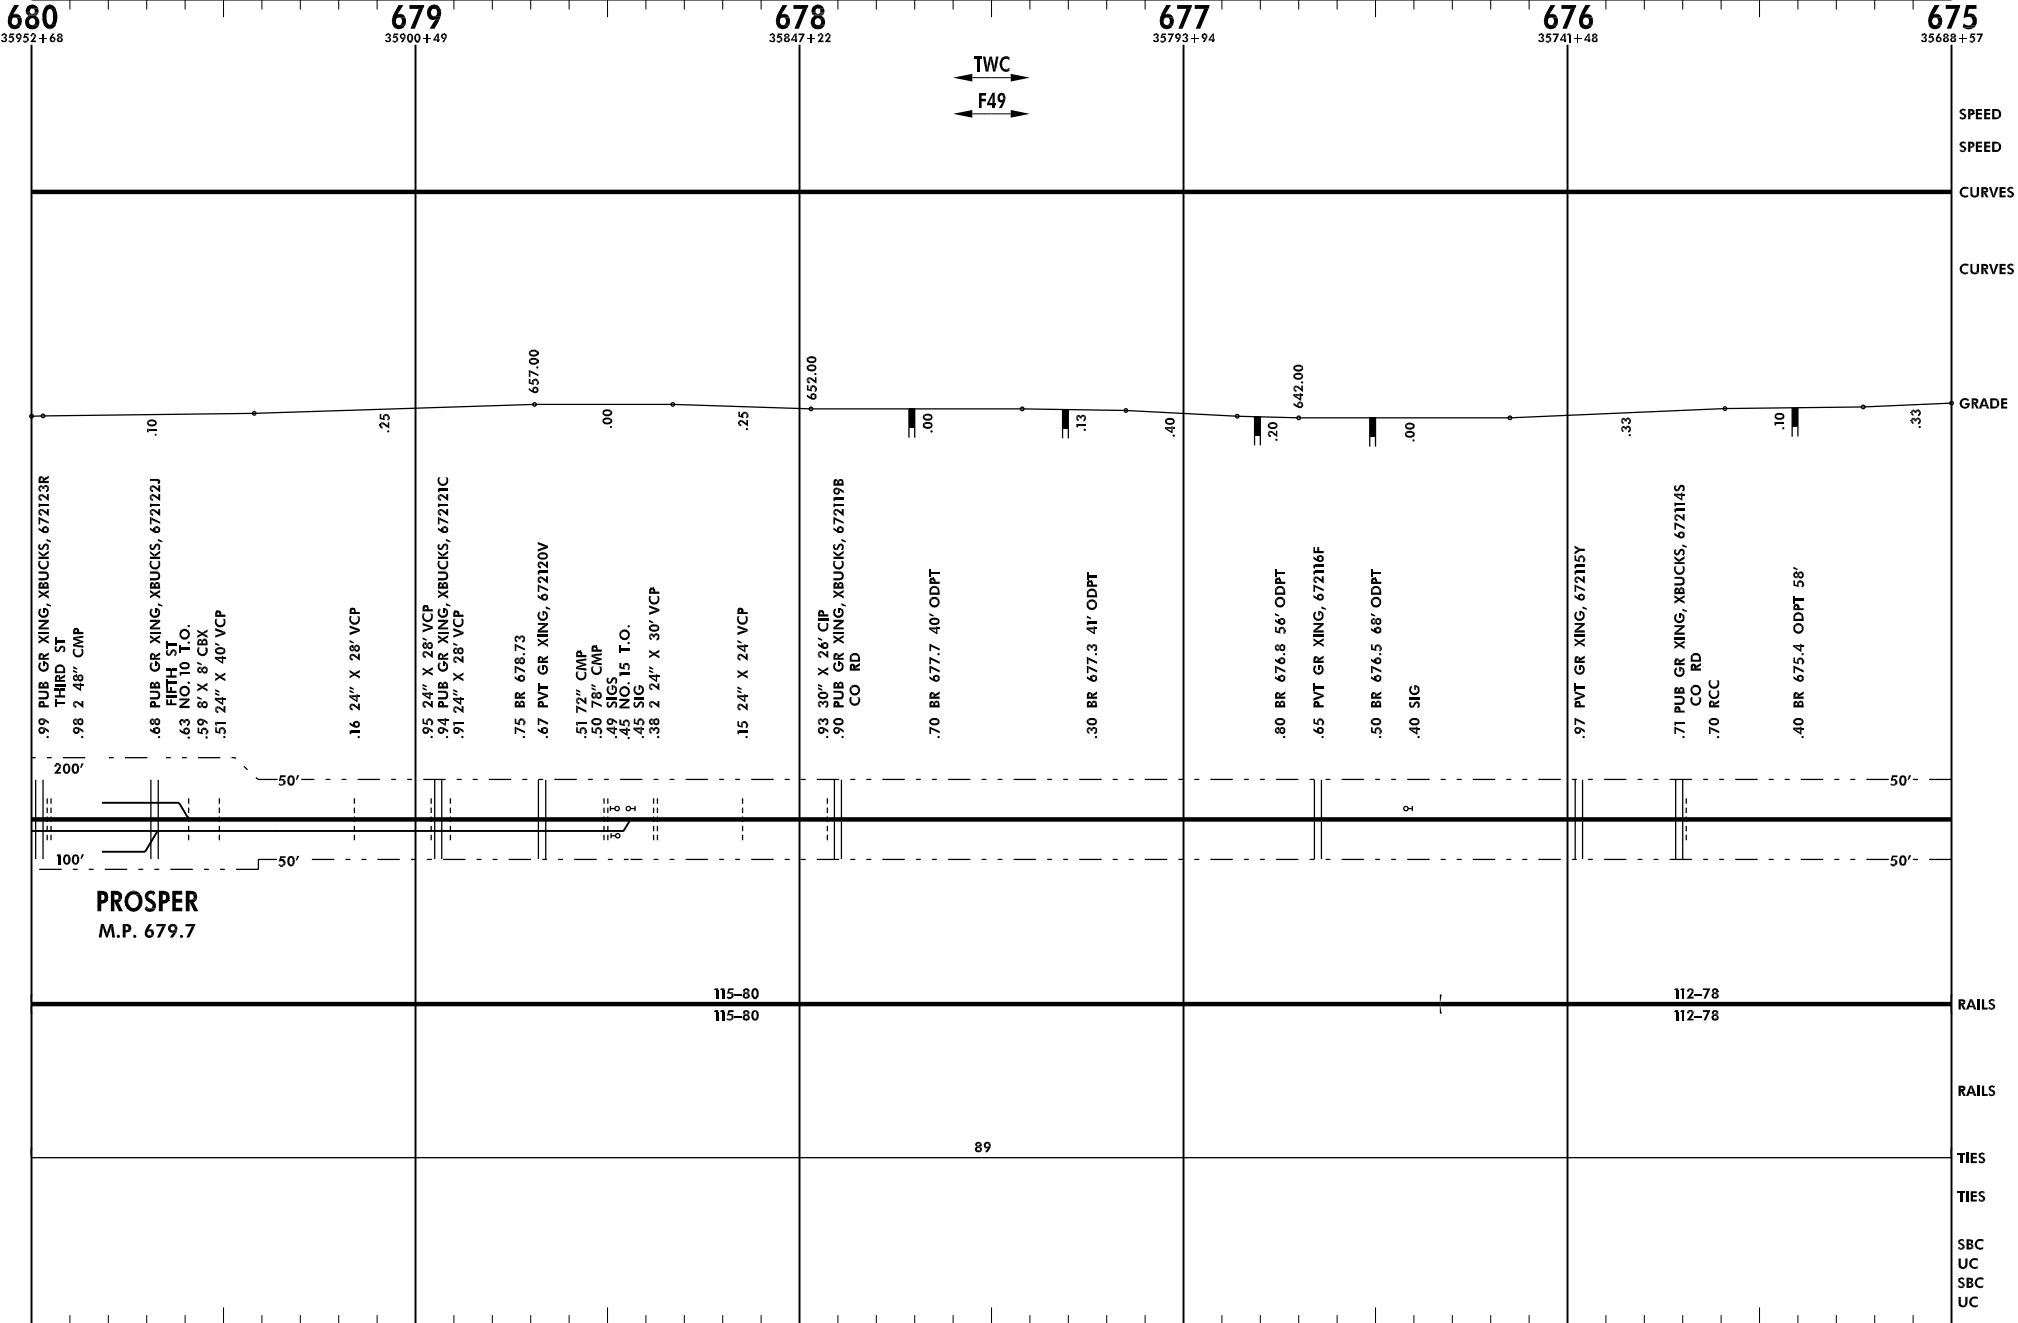 680 679 678 677 676 675
35952+68 35900+49 35847+22 35793+94 35741+48 35688+57
TWC
F49
SPEED
SPEED
CURVES
CURVES
657.00
652.00
642.00
GRADE
.10
.25
.00
.25
.00
.13
.40
.20
.00
.33
.10
.33
.99 PUB GR XING, XBUCKS, 672123R
THIRD ST
.98 2 48" CMP
.68 PUB GR XING, XBUCKS, 672122J
FIFTH ST
.63 NO. 10 T.O.
.59 8' X 8' CBX
.51 24" X 40' VCP
.16 24" X 28' VCP
.95 24" X 28' VCP
.94 PUB GR XING, XBUCKS, 672121C
.91 24" X 28' VCP
.75 BR 678.73
.67 PVT GR XING, 672120V
.51 72" CMP
.50 78" CMP
.49 SIGS
.45 NO. 15 T.O.
.45 SIG
.38 2 24" X 30' VCP
.15 24" X 24' VCP
.93 30" X 26' CIP
.90 PUB GR XING, XBUCKS, 672119B
CO RD
.70 BR 677.7 40' ODPT
.30 BR 677.3 41' ODPT
.80 BR 676.8 56' ODPT
.65 PVT GR XING, 672116F
.50 BR 676.5 68' ODPT
.40 SIG
.97 PVT GR XING, 672115Y
.71 PUB GR XING, XBUCKS, 672114S
CO RD
.70 RCC
.40 BR 675.4 ODPT 58'
200'
50' 50'
100' 50' 50'
PROSPER
M.P. 679.7
115–80 112–78
RAILS
115–80 112–78
RAILS
89
TIES
TIES
SBC
UC
SBC
UC